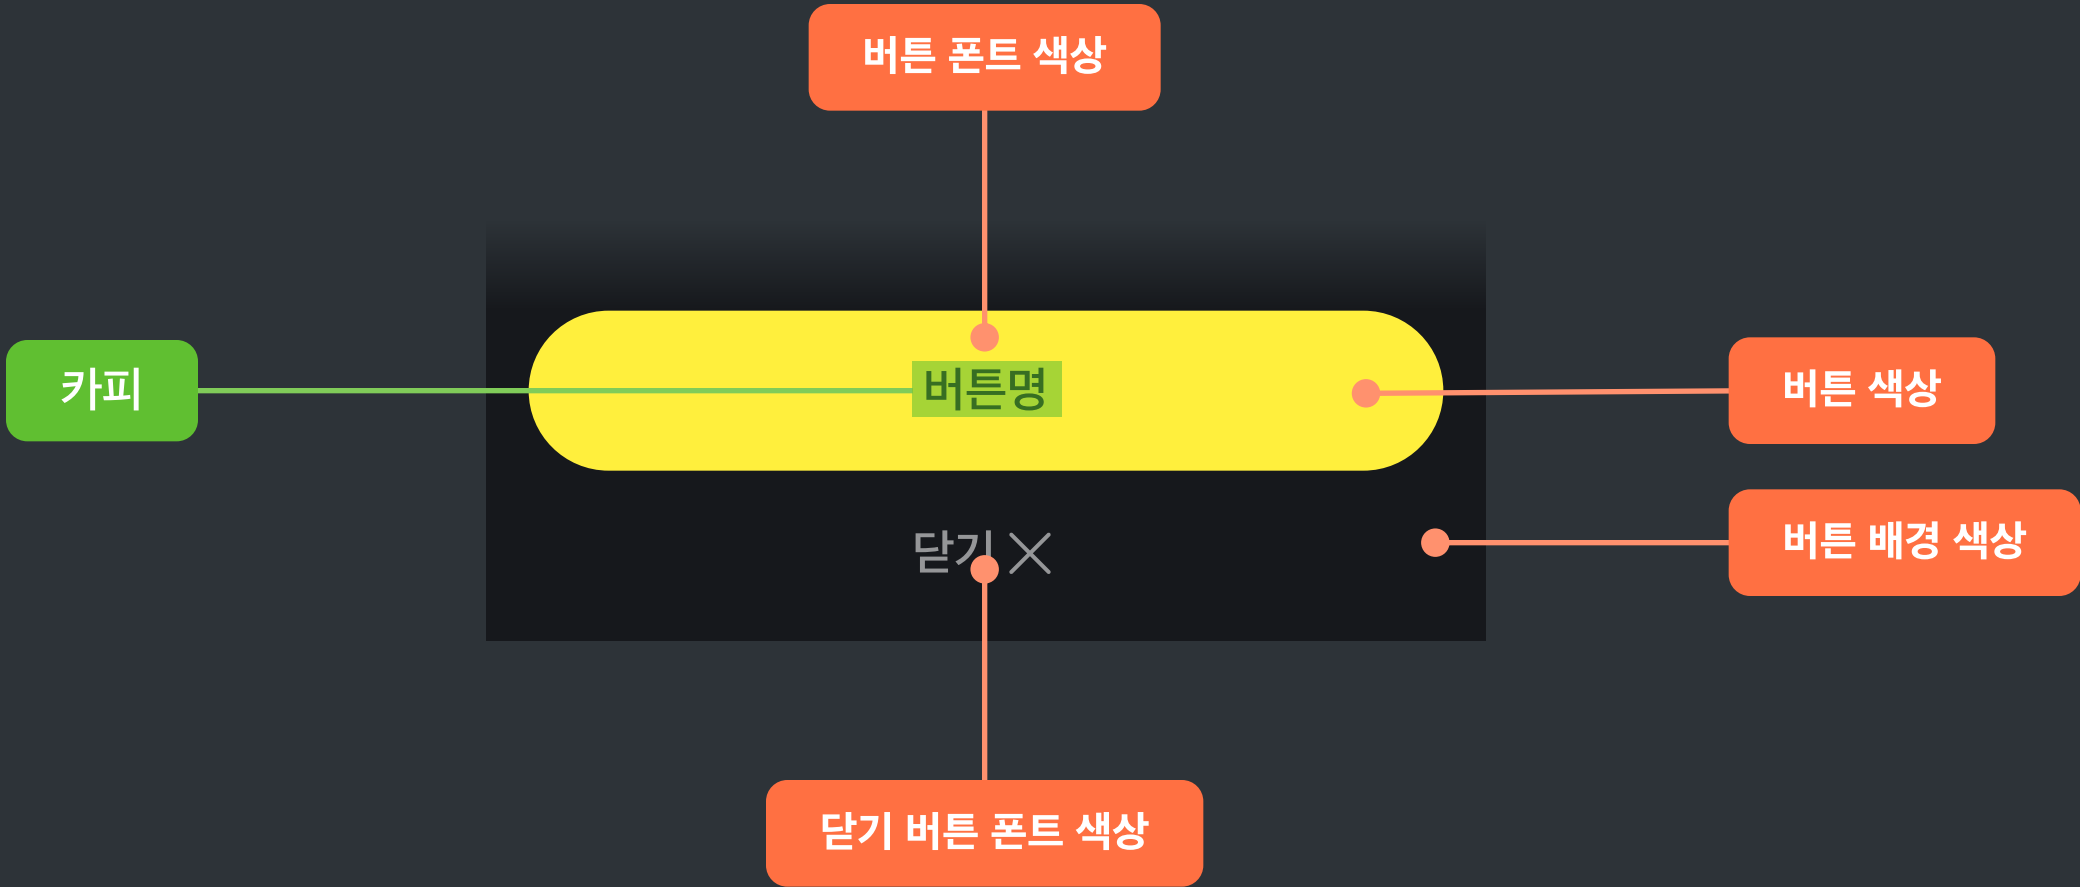 버튼 폰트 색상
카피
버튼명
버튼 색상
버튼 배경 색상
닫기
닫기 버튼 폰트 색상